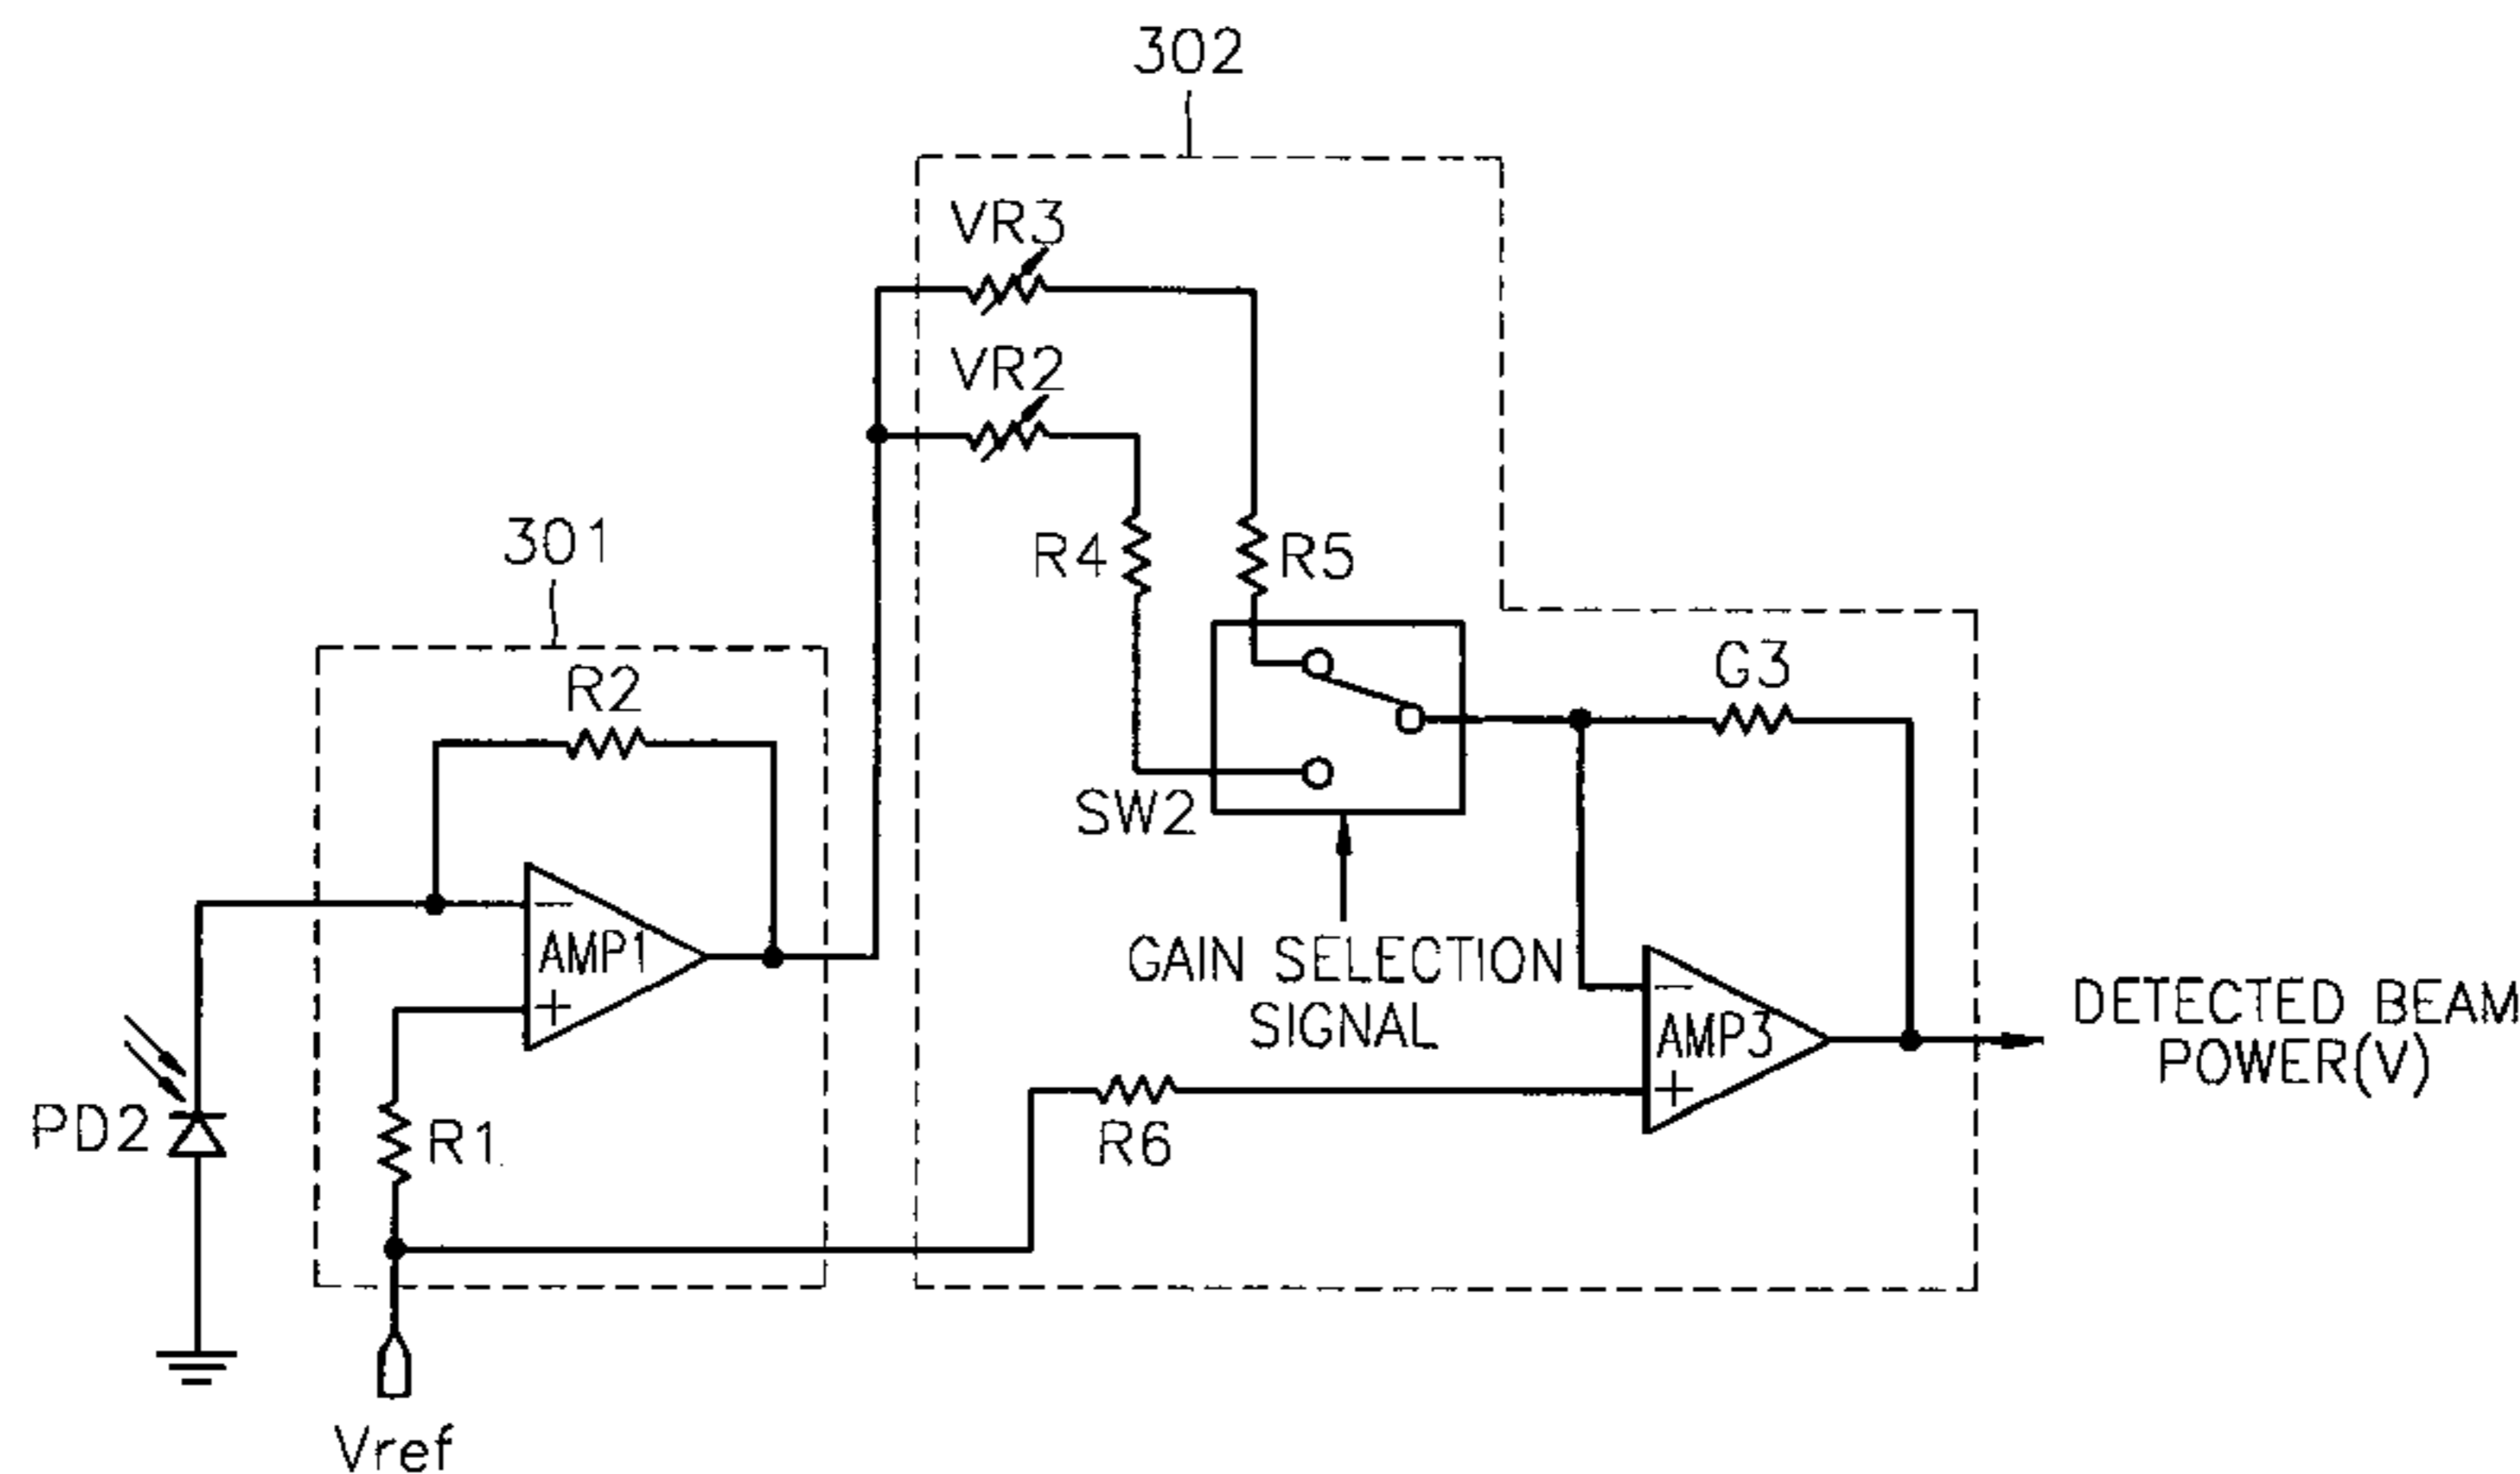 302
VR3
VR2
301
R4
R5
R2
G3
SW2
AMP1
GAIN SELECTION
SIGNAL
AMP3
DETECTED BEAM
POWER(V)
PD2
R1
R6
Vref